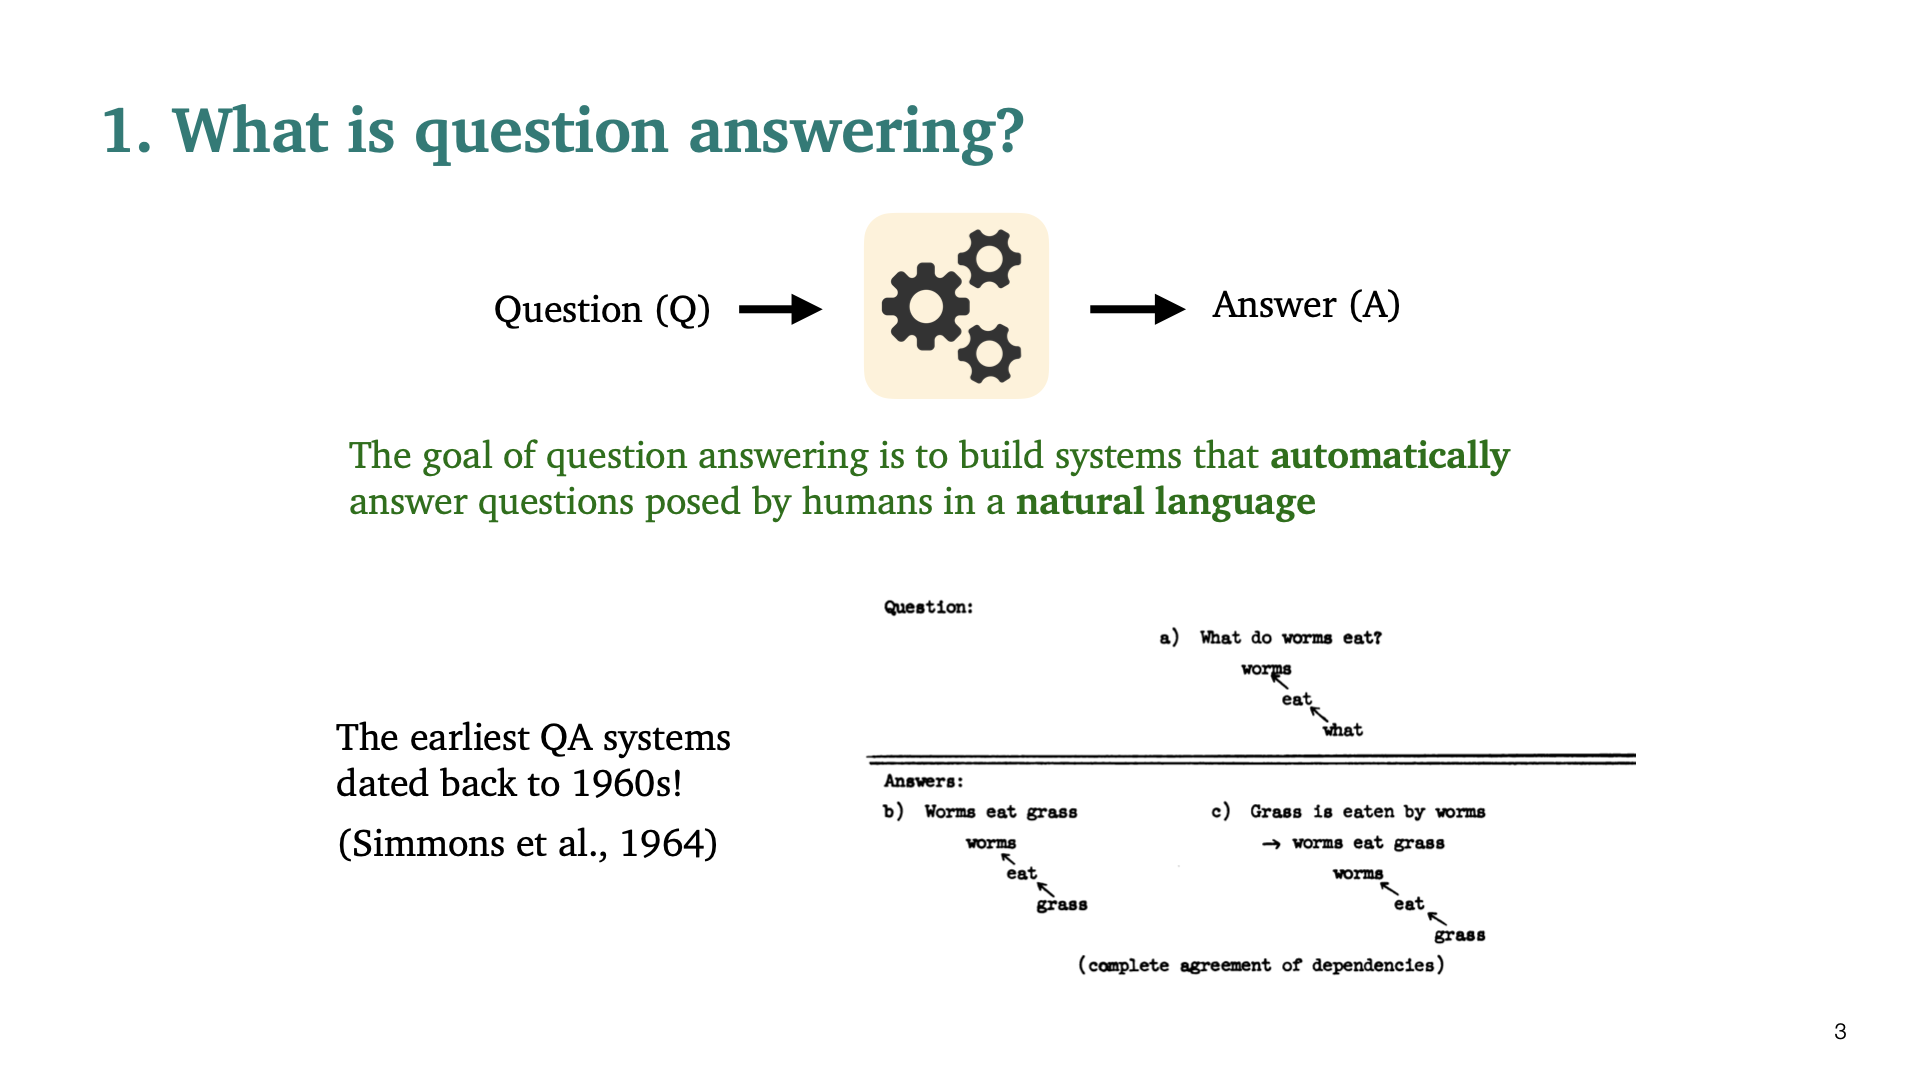 1. What is question answering?
Question (Q)
Answer (A)
The goal of question answering is to build systems that automatically
answer questions posed by humans in a natural language
The earliest QA systems
dated back to 1960s!
(Simmons et al., 1964)
Question:
a) What do worms eat?
worms
eat
what
Answers:
b) Worms eat grass
worms
eat
grass
c) Grass is eaten by worms
→ worms eat grass
worms
eat
grass
(complete agreement of dependencies)
3